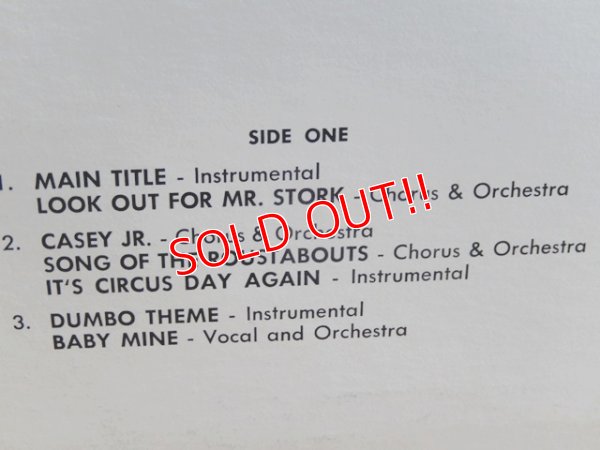 SIDE ONE
1. MAIN TITLE - Instrumental
LOOK OUT FOR MR. STORK - Chorus & Orchestra
2. CASEY JR. - Chorus & Orchestra
SONG OF THE ROUSTABOUTS - Chorus & Orchestra
IT'S CIRCUS DAY AGAIN - Instrumental
3. DUMBO THEME - Instrumental
BABY MINE - Vocal and Orchestra
SOLD OUT!!